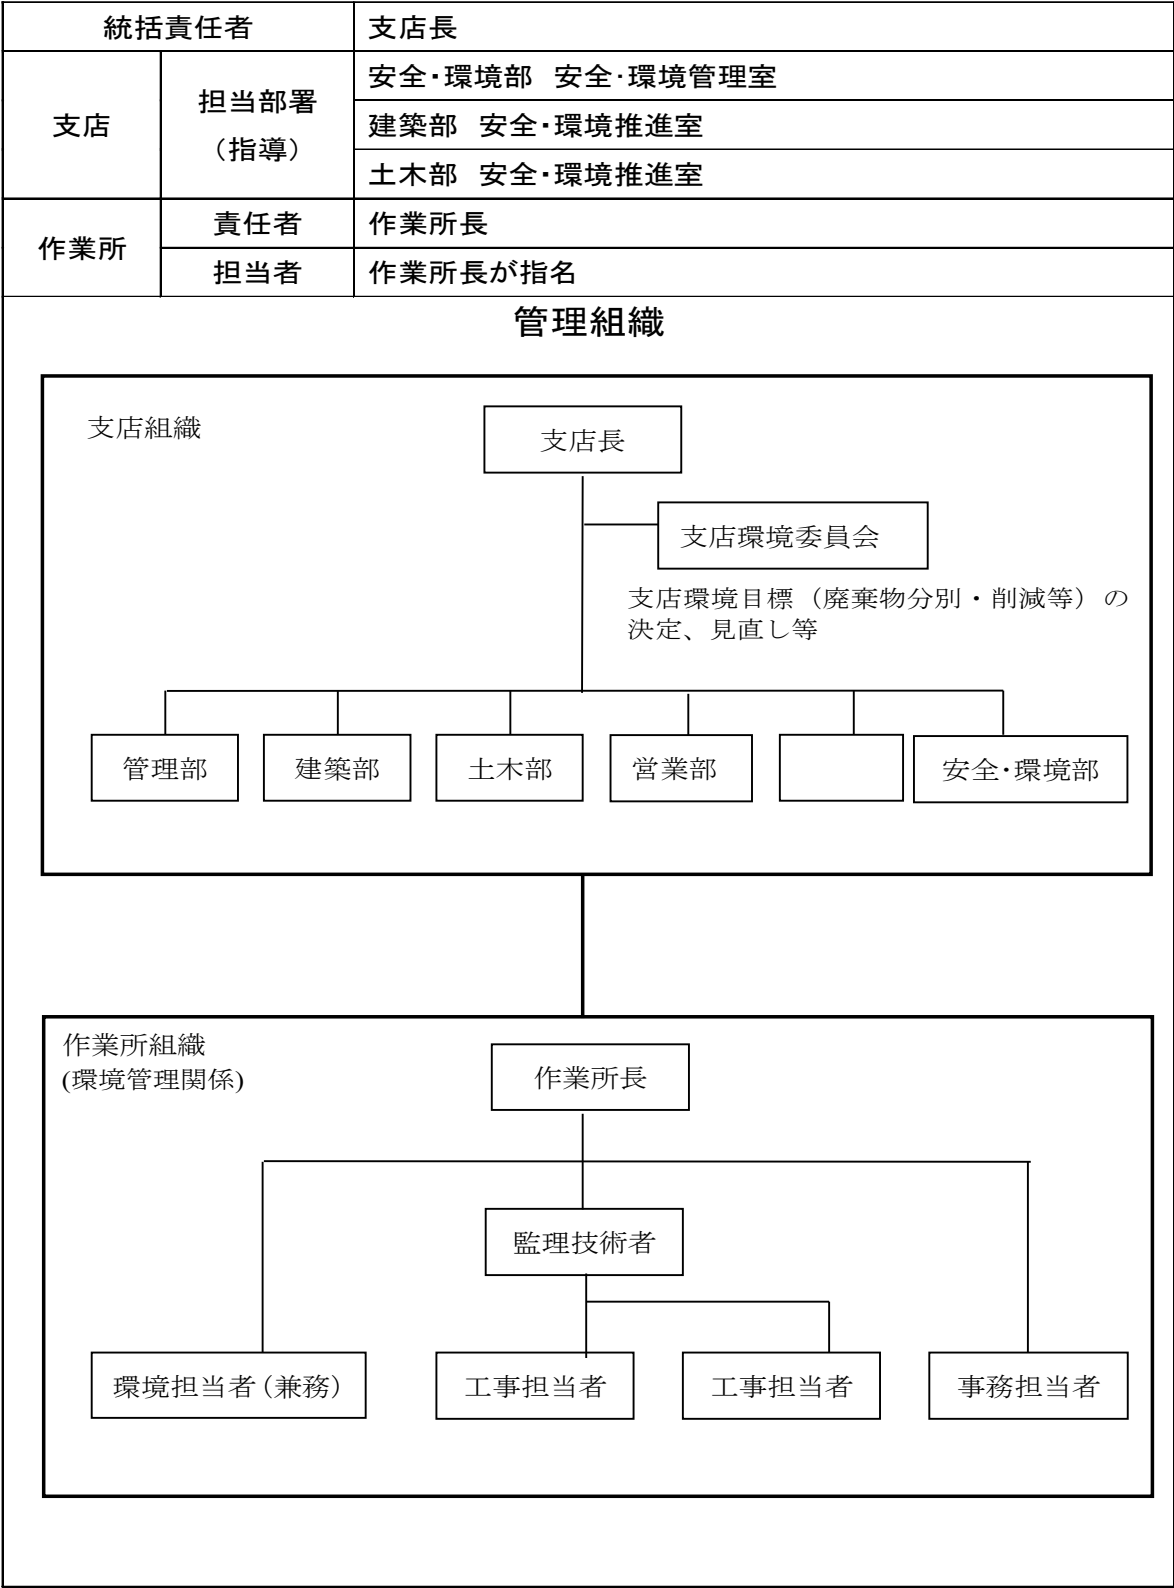 統括責任者 支店長
支店 担当部署 安全・環境部 安全・環境管理室
（指導） 建築部 安全・環境推進室
土木部 安全・環境推進室
作業所 責任者 作業所長
担当者 作業所長が指名
管理組織
支店組織
支店長
支店環境委員会
支店環境目標（廃棄物分別・削減等）の
決定、見直し等
管理部 建築部 土木部 営業部 安全・環境部
作業所組織
(環境管理関係)
作業所長
監理技術者
環境担当者（兼務） 工事担当者 工事担当者 事務担当者